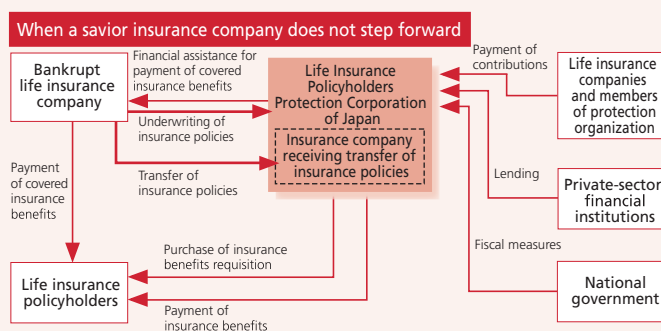 When a savior insurance company does not step forward
Bankrupt
life insurance
company
Financial assistance for
payment of covered
insurance benefits
Underwriting
of insurance policies
Transfer of
insurance policies
Life Insurance
Policyholders
Protection Corporation
of Japan
Insurance company
receiving transfer of
insurance policies
Payment of
contributions
Life insurance
companies
and members
of protection
organization
Lending
Private-sector
financial
institutions
Fiscal measures
National
government
Payment
of covered
insurance
benefits
Purchase of insurance
benefits requisition
Life insurance
policyholders
Payment of
insurance benefits